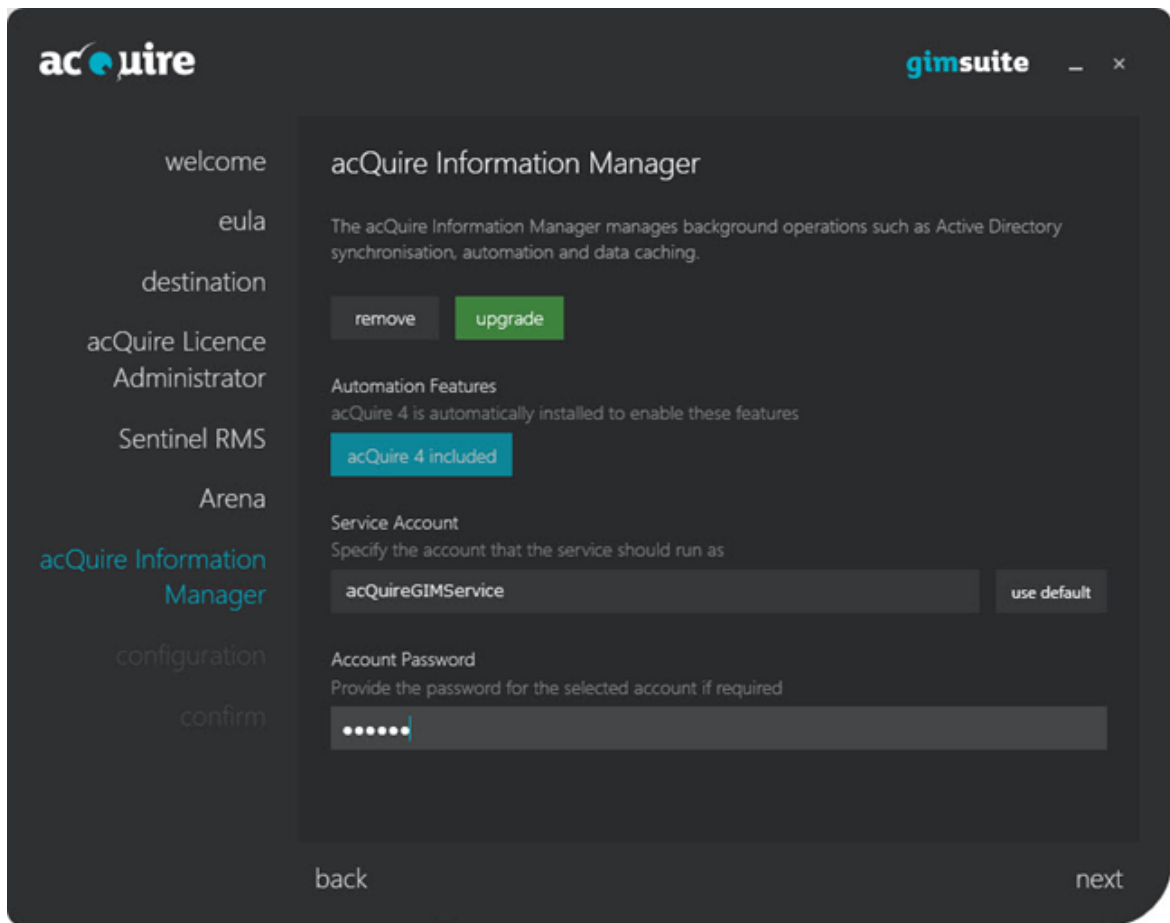 acQuire
gimsuite
welcome
eula
destination
acQuire Licence
Administrator
Sentinel RMS
Arena
acQuire Information
Manager
configuration
confirm
acQuire Information Manager
The acQuire Information Manager manages background operations such as Active Directory
synchronisation, automation and data caching.
remove
upgrade
Automation Features
acQuire 4 is automatically installed to enable these features
acQuire 4 included
Service Account
Specify the account that the service should run as
acQuireGIMService
use default
Account Password
Provide the password for the selected account if required
••••••
back
next